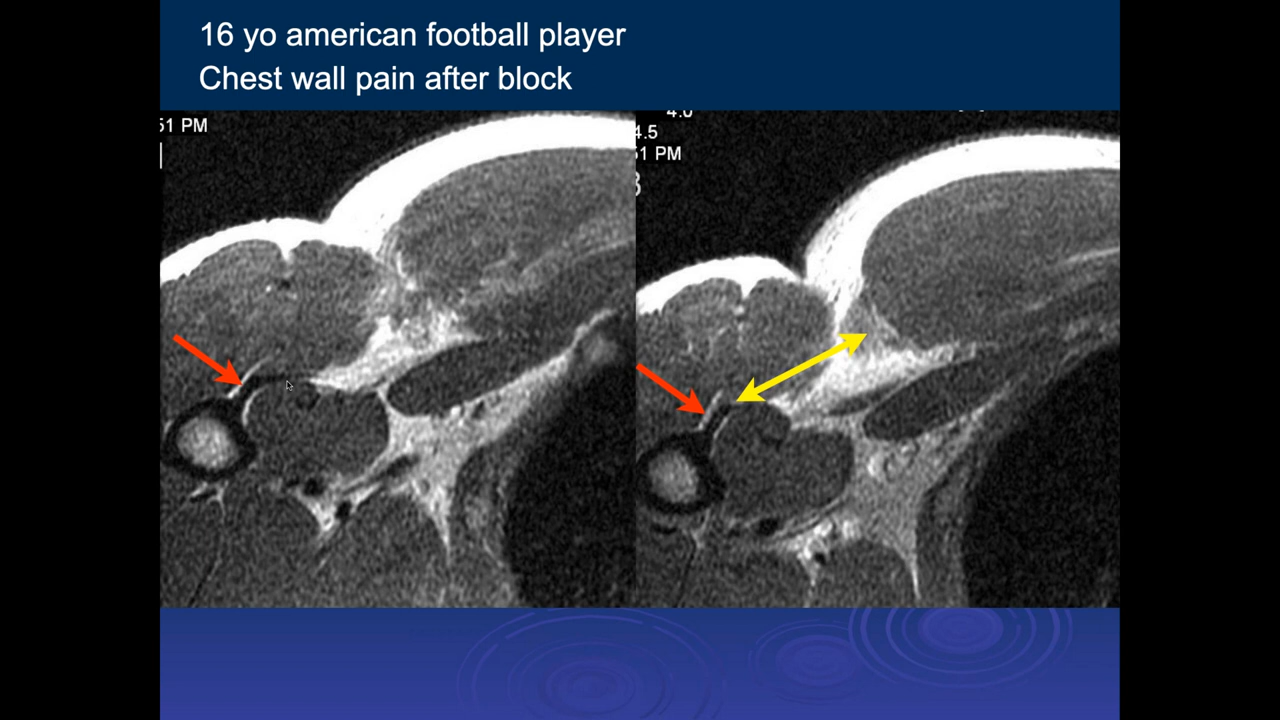 16 yo american football player
Chest wall pain after block
51 PM
4.0
4.5
51 PM